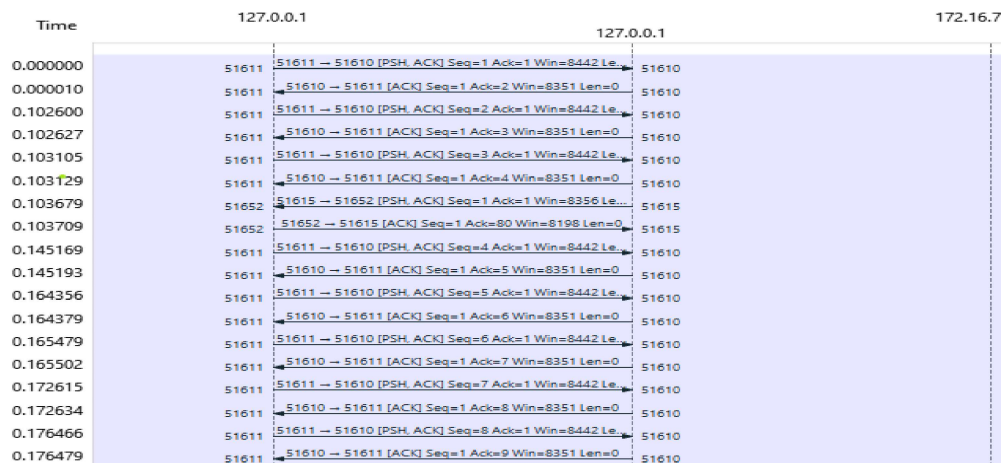 127.0.0.1 172.16.7
Time 127.0.0.1
0.000000 51611 51611 → 51610 [PSH, ACK] Seq=1 Ack=1 Win=8442 Le... 51610
0.000010 51611 51610 → 51611 [ACK] Seq=1 Ack=2 Win=8351 Len=0 51610
0.102600 51611 51611 → 51610 [PSH, ACK] Seq=2 Ack=1 Win=8442 Le... 51610
0.102627 51611 51610 → 51611 [ACK] Seq=1 Ack=3 Win=8351 Len=0 51610
0.103105 51611 51611 → 51610 [PSH, ACK] Seq=3 Ack=1 Win=8442 Le... 51610
0.103129 51611 51610 → 51611 [ACK] Seq=1 Ack=4 Win=8351 Len=0 51610
0.103679 51652 51615 → 51652 [PSH, ACK] Seq=1 Ack=1 Win=8356 Le... 51615
0.103709 51652 51652 → 51615 [ACK] Seq=1 Ack=80 Win=8198 Len=0 51615
0.145169 51611 51611 → 51610 [PSH, ACK] Seq=4 Ack=1 Win=8442 Le... 51610
0.145193 51611 51610 → 51611 [ACK] Seq=1 Ack=5 Win=8351 Len=0 51610
0.164356 51611 51611 → 51610 [PSH, ACK] Seq=5 Ack=1 Win=8442 Le... 51610
0.164379 51611 51610 → 51611 [ACK] Seq=1 Ack=6 Win=8351 Len=0 51610
0.165479 51611 51611 → 51610 [PSH, ACK] Seq=6 Ack=1 Win=8442 Le... 51610
0.165502 51611 51610 → 51611 [ACK] Seq=1 Ack=7 Win=8351 Len=0 51610
0.172615 51611 51611 → 51610 [PSH, ACK] Seq=7 Ack=1 Win=8442 Le... 51610
0.172634 51611 51610 → 51611 [ACK] Seq=1 Ack=8 Win=8351 Len=0 51610
0.176466 51611 51611 → 51610 [PSH, ACK] Seq=8 Ack=1 Win=8442 Le... 51610
0.176479 51611 51610 → 51611 [ACK] Seq=1 Ack=9 Win=8351 Len=0 51610